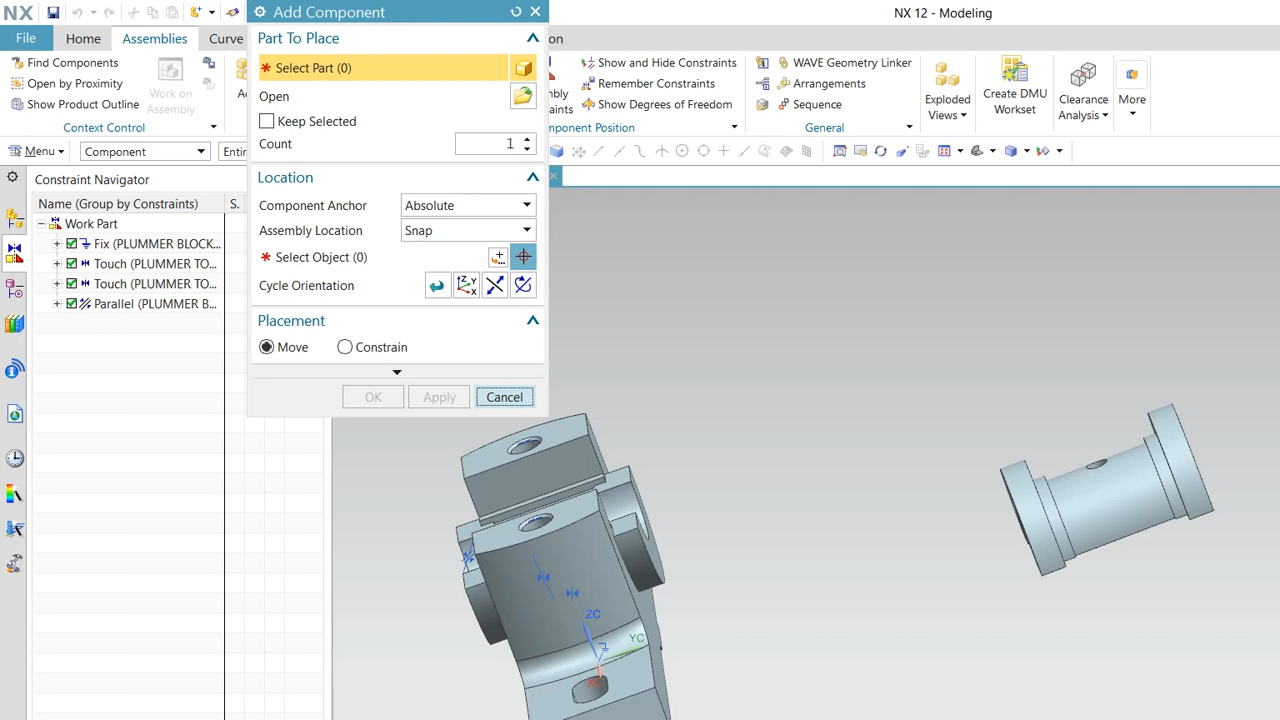 NX
Add Component
NX 12 - Modeling
File
Home
Assemblies
Curve
Part To Place
Find Components
Open by Proximity
Show Product Outline
Work on
Assembly
Context Control
* Select Part (0)
Open
Keep Selected
Count
1
Show and Hide Constraints
Remember Constraints
Show Degrees of Freedom
WAVE Geometry Linker
Arrangements
Sequence
General
Exploded
Views
Create DMU
Workset
Clearance
Analysis
More
Menu
Component
Constraint Navigator
Name (Group by Constraints)
S.
Work Part
Fix (PLUMMER BLOCK...
Touch (PLUMMER TO...
Touch (PLUMMER TO...
Parallel (PLUMMER B...
Location
Component Anchor
Absolute
Assembly Location
Snap
* Select Object (0)
Cycle Orientation
Placement
Move
Constrain
OK
Apply
Cancel
ZC
YC